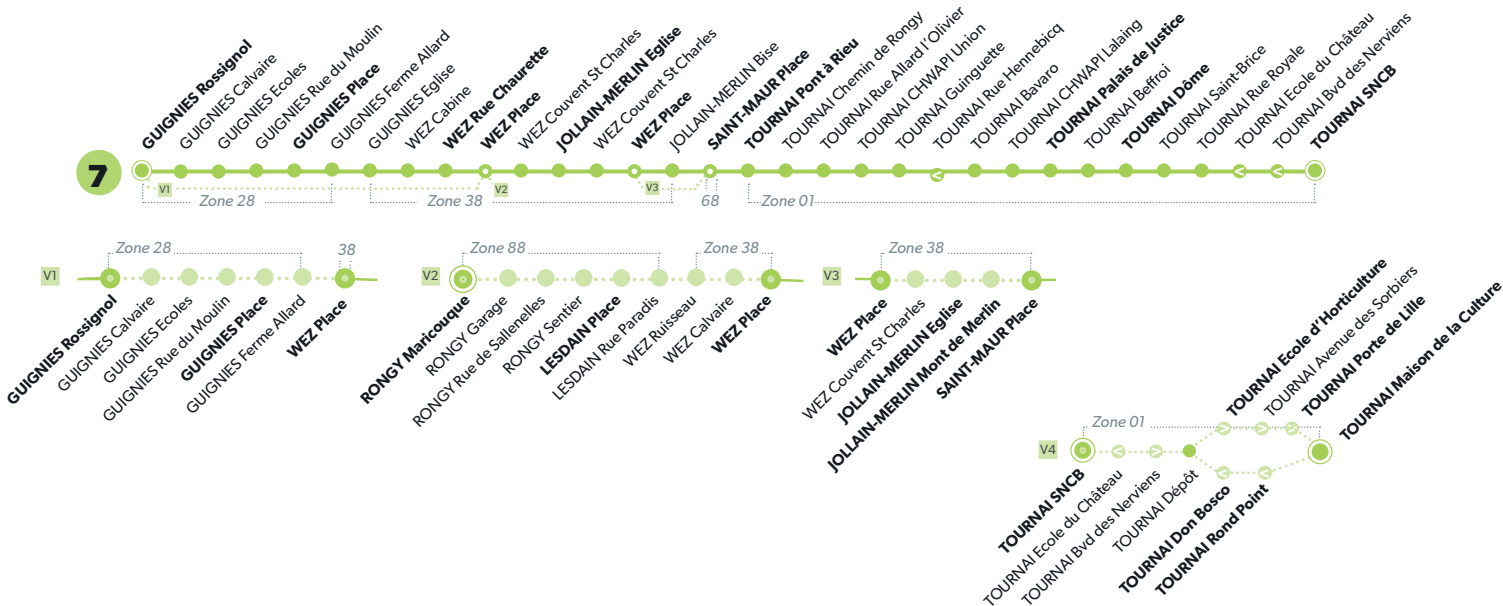 7
GUIGNIES Rossignol
GUIGNIES Calvaire
GUIGNIES Ecoles
GUIGNIES Rue du Moulin
GUIGNIES Place
GUIGNIES Ferme Allard
GUIGNIES Eglise
WEZ Cabine
WEZ Rue Chaurette
WEZ Place
WEZ Couvent St Charles
JOLLAIN-MERLIN Eglise
WEZ Couvent St Charles
WEZ Place
JOLLAIN-MERLIN Bise
SAINT-MAUR Place
TOURNAI Pont à Rieu
TOURNAI Chemin de Rongy
TOURNAI Rue Allard l'Olivier
TOURNAI CHWAPI Union
TOURNAI Guinguette
TOURNAI Rue Hennebicq
TOURNAI Bavaro
TOURNAI CHWAPI Lalaing
TOURNAI Palais de Justice
TOURNAI Beffroi
TOURNAI Dôme
TOURNAI Saint-Brice
TOURNAI Rue Royale
TOURNAI Ecole du Château
TOURNAI Bvd des Nerviens
TOURNAI SNCB
V1
V2
V3
Zone 28
Zone 38
68
Zone 01
V1
Zone 28
38
GUIGNIES Rossignol
GUIGNIES Calvaire
GUIGNIES Ecoles
GUIGNIES Rue du Moulin
GUIGNIES Place
GUIGNIES Ferme Allard
WEZ Place
V2
Zone 88
Zone 38
RONGY Maricouque
RONGY Garage
RONGY Rue de Sallenelles
RONGY Sentier
LESDAIN Place
LESDAIN Rue Paradis
WEZ Ruisseau
WEZ Calvaire
WEZ Place
V3
Zone 38
WEZ Place
WEZ Couvent St Charles
JOLLAIN-MERLIN Eglise
JOLLAIN-MERLIN Mont de Merlin
SAINT-MAUR Place
V4
Zone 01
TOURNAI Ecole d'Horticulture
TOURNAI Avenue des Sorbiers
TOURNAI Porte de Lille
TOURNAI Maison de la Culture
TOURNAI SNCB
TOURNAI Ecole du Château
TOURNAI Bvd des Nerviens
TOURNAI Dépôt
TOURNAI Don Bosco
TOURNAI Rond Point